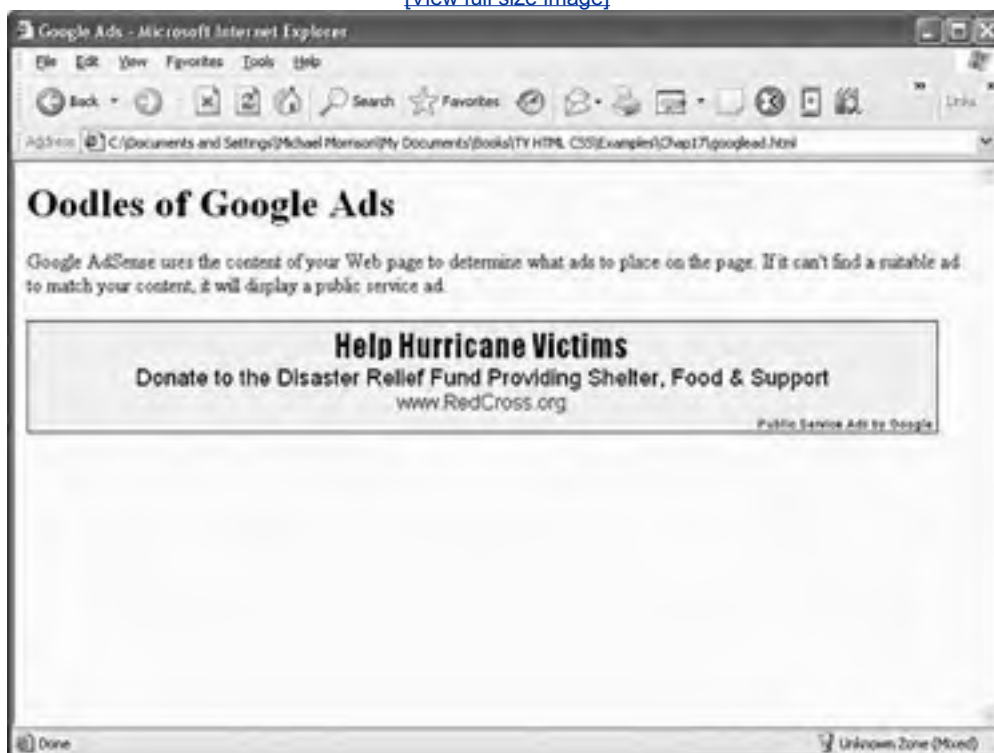 [View full size image]
Google Ads - Microsoft Internet Explorer
File Edit View Favorites Tools Help
Back Search Favorites Links
Address C:\Documents and Settings\Michael Morrison\My Documents\Books\TY HTML CSS\Examples\Chap17\googlead.html
Oodles of Google Ads
Google AdSense uses the content of your Web page to determine what ads to place on the page. If it can't find a suitable ad
to match your content, it will display a public service ad.
Help Hurricane Victims
Donate to the Disaster Relief Fund Providing Shelter, Food & Support
www.RedCross.org
Public Service Ads by Google
Done Unknown Zone (Mixed)